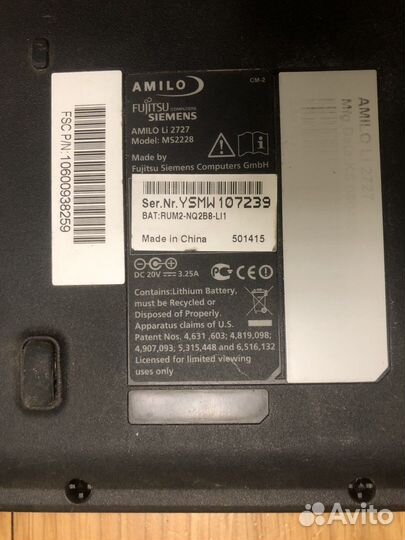 FSC P/N: 10600938259
AMILO
CM-2
FUJITSU COMPUTERS
SIEMENS
AMILO Li 2727
Model: MS2228
Made by
Fujitsu Siemens Computers GmbH
Ser.Nr. YSMW107239
BAT:RUM2-NQ2B8-LI1
Made in China 501415
DC 20V 3.25A
Contains:Lithium Battery,
must be Recycled or
Disposed of Properly.
Apparatus claims of U.S.
Patent Nos. 4,631 ,603; 4,819,098;
4,907,093; 5,315,448 and 6,516,132
Licensed for limited viewing
uses only.
AMILO Li 2727
Avito